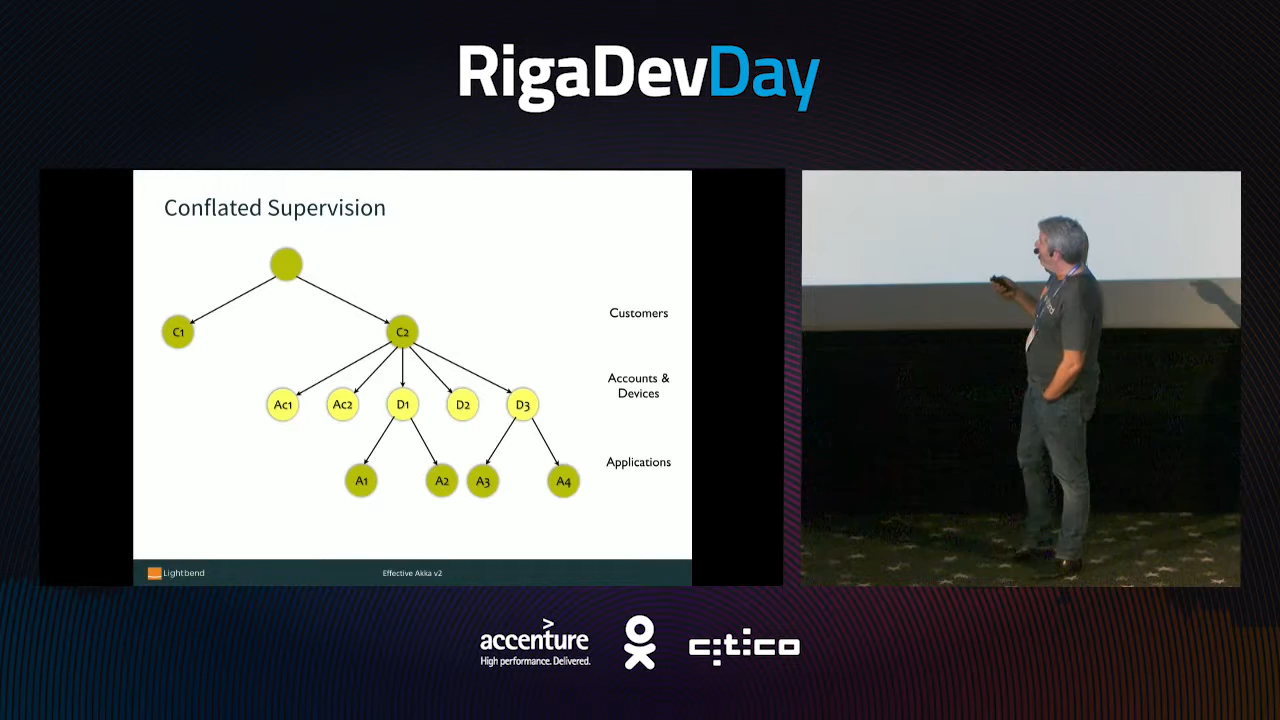 RigaDevDay
Conflated Supervision
C1
C2
Customers
Ac1
Ac2
D1
D2
D3
Accounts &
Devices
A1
A2
A3
A4
Applications
Lightbend
Effective Akka v2
accenture
High performance. Delivered.
citico